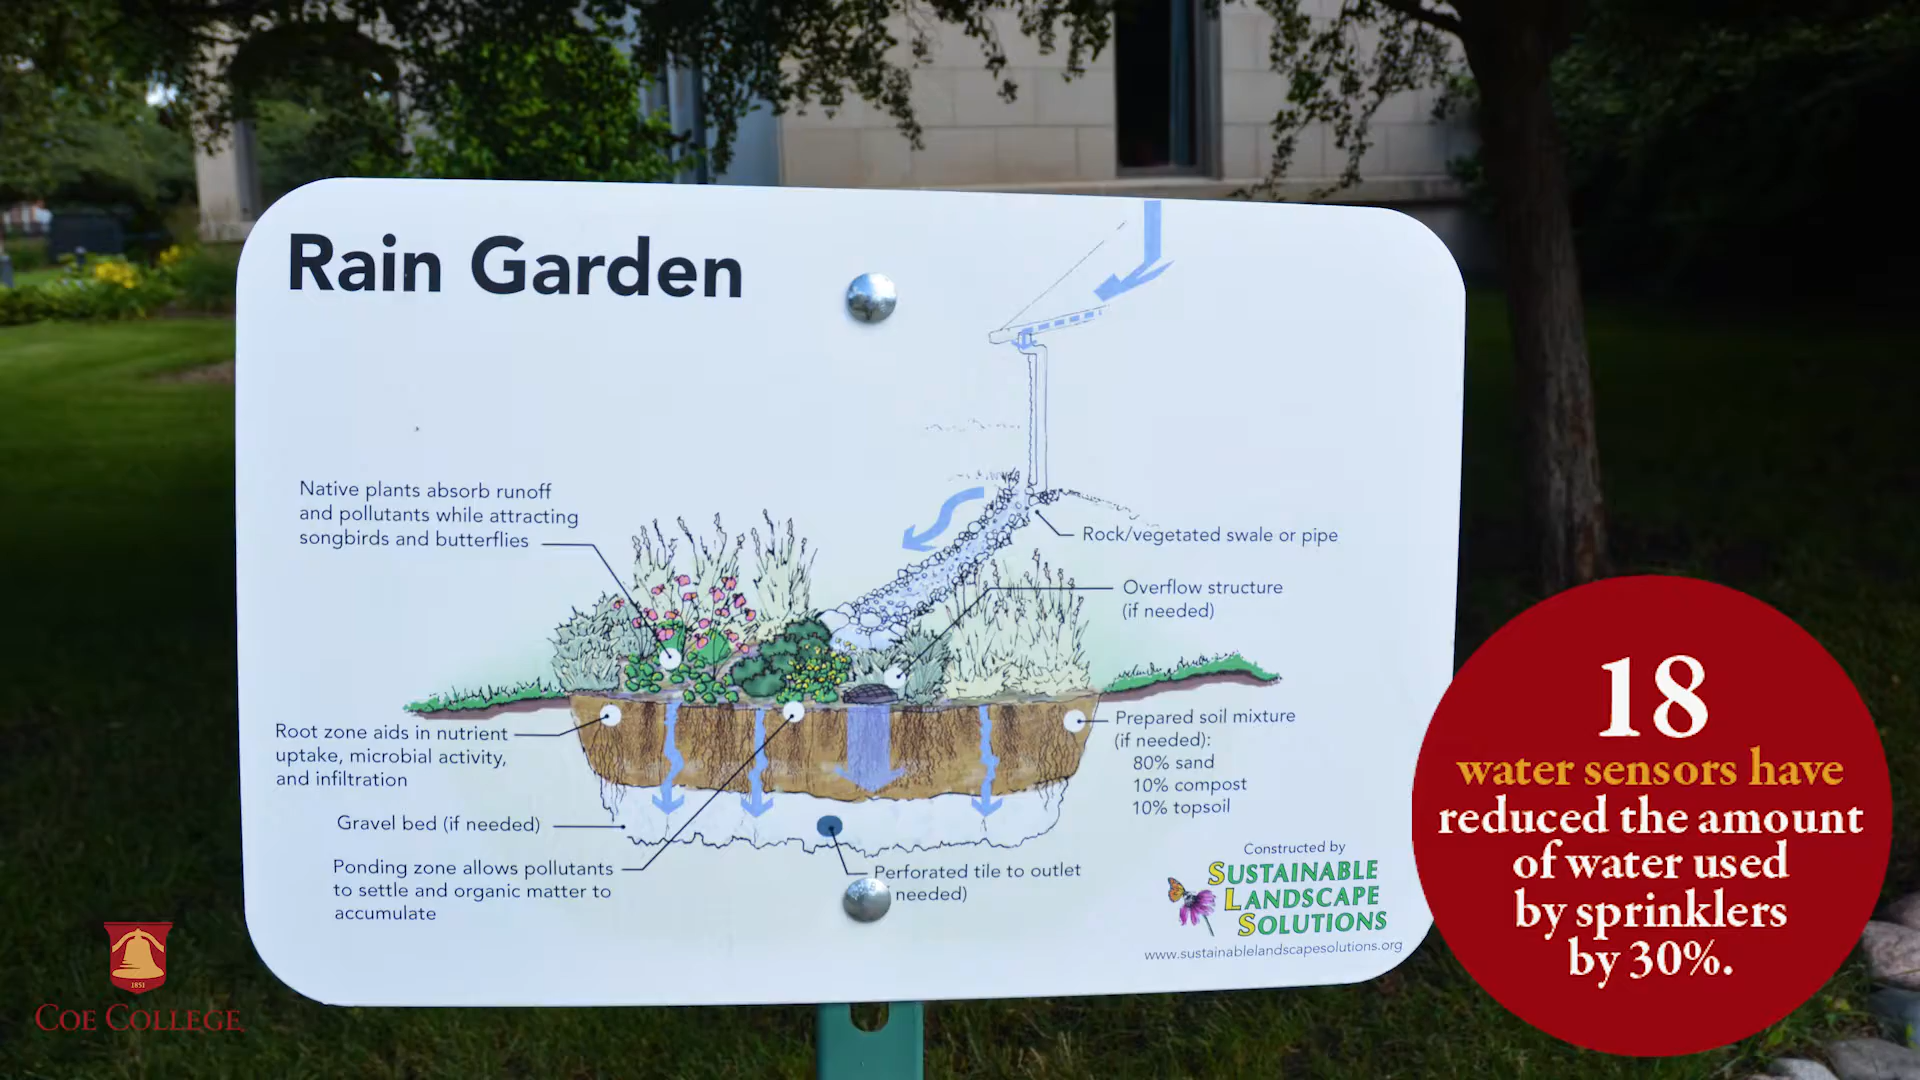 Rain Garden
Native plants absorb runoff
and pollutants while attracting
songbirds and butterflies
Rock/vegetated swale or pipe
Overflow structure
(if needed)
Root zone aids in nutrient
uptake, microbial activity,
and infiltration
Prepared soil mixture
(if needed):
80% sand
10% compost
10% topsoil
Gravel bed (if needed)
Ponding zone allows pollutants
to settle and organic matter to
accumulate
Perforated tile to outlet
needed)
Constructed by
SUSTAINABLE
LANDSCAPE
SOLUTIONS
www.sustainablelandscapesolutions.org
18
water sensors have
reduced the amount
of water used
by sprinklers
by 30%.
1851
COE COLLEGE